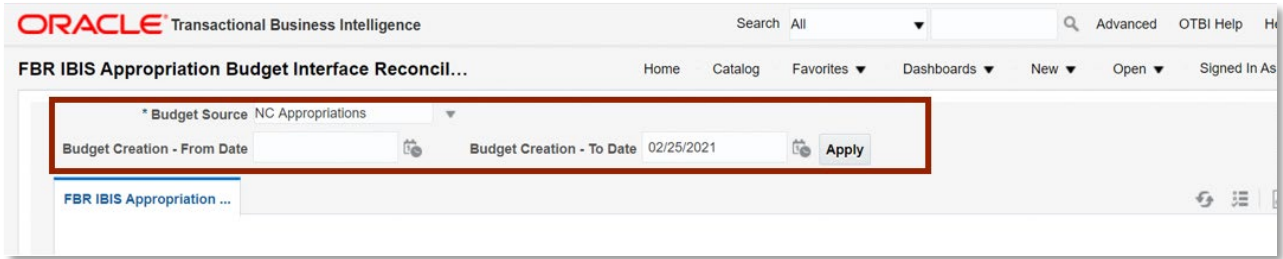 ORACLE Transactional Business Intelligence Search All Advanced OTBI Help
FBR IBIS Appropriation Budget Interface Reconcil... Home Catalog Favorites Dashboards New Open Signed In As
* Budget Source NC Appropriations
Budget Creation - From Date Budget Creation - To Date 02/25/2021 Apply
FBR IBIS Appropriation ...